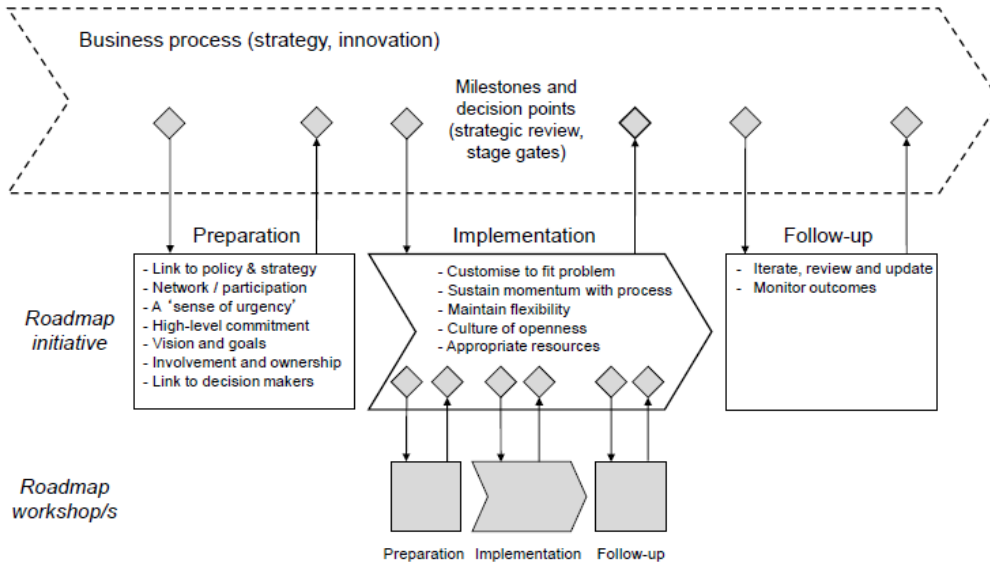 Business process (strategy, innovation)
Milestones and
decision points
(strategic review,
stage gates)
Preparation
Implementation
Follow-up
Roadmap
initiative
- Link to policy & strategy
- Network / participation
- A ‘sense of urgency’
- High-level commitment
- Vision and goals
- Involvement and ownership
- Link to decision makers
- Customise to fit problem
- Sustain momentum with process
- Maintain flexibility
- Culture of openness
- Appropriate resources
- Iterate, review and update
- Monitor outcomes
Roadmap
workshop/s
Preparation
Implementation
Follow-up